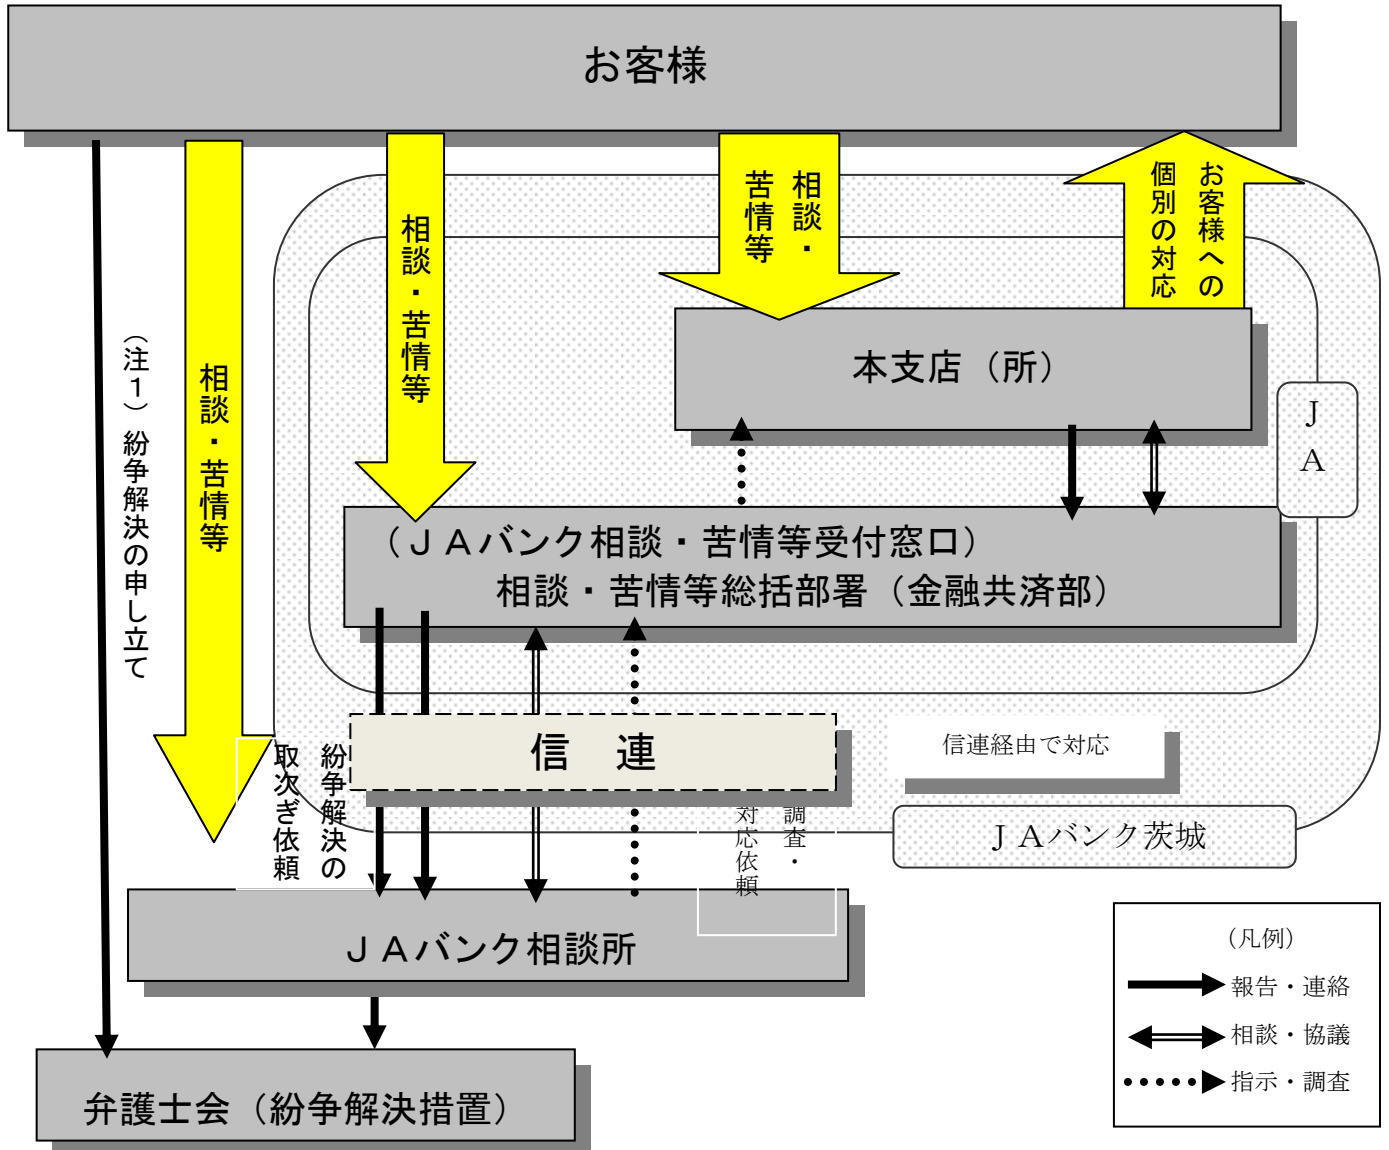 お客様
(注１)紛争解決の申し立て
相談・苦情等
相談・苦情等
相談・
苦情等
お客様への
個別の対応
本支店（所）
ＪＡ
（ＪＡバンク相談・苦情等受付窓口）
相談・苦情等総括部署（金融共済部）
信　連
信連経由で対応
紛争解決の
取次ぎ依頼
調査・
対応依頼
ＪＡバンク茨城
ＪＡバンク相談所
弁護士会（紛争解決措置）
（凡例）
報告・連絡
相談・協議
指示・調査